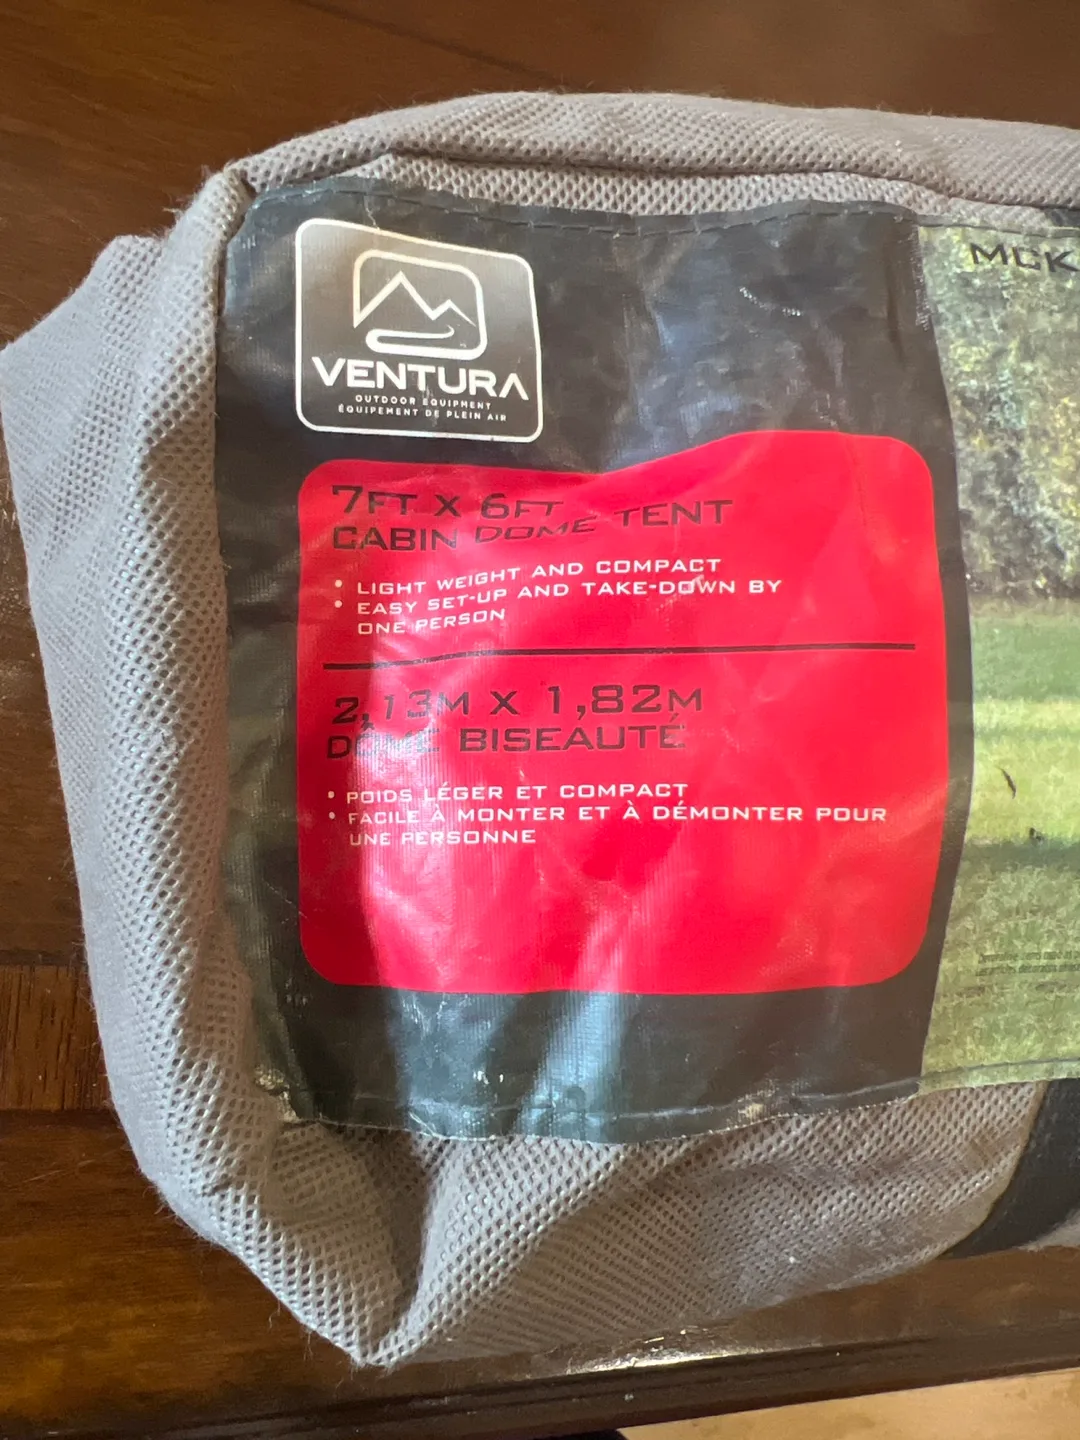 VENTURA
OUTDOOR EQUIPMENT
ÉQUIPEMENT DE PLEIN AIR
MCK
7FT X 6FT
CABIN DOME TENT
• LIGHT WEIGHT AND COMPACT
• EASY SET-UP AND TAKE-DOWN BY
ONE PERSON
2,13M X 1,82M
DÔME BISEAUTÉ
• POIDS LÉGER ET COMPACT
• FACILE À MONTER ET À DÉMONTER POUR
UNE PERSONNE